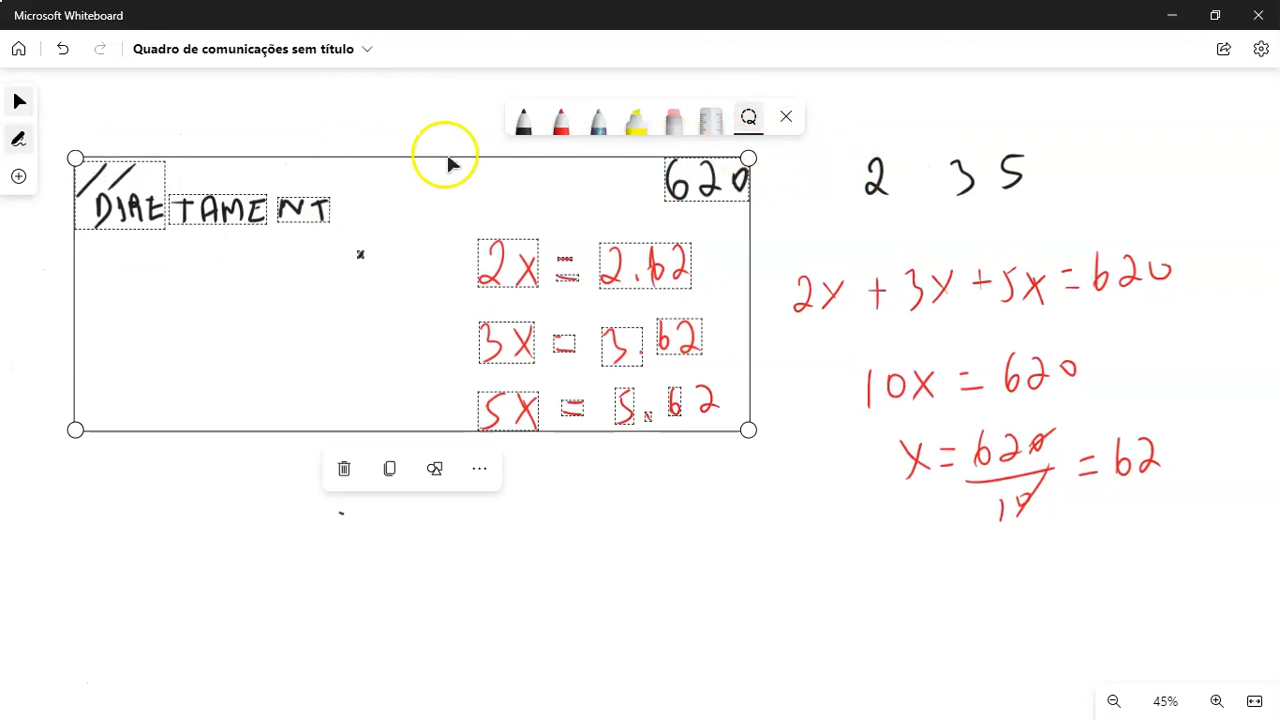 Microsoft Whiteboard
Quadro de comunicações sem título
// 620
DIRETAMENT
2 3 5
2x = 2.62
3x = 3.62
5x = 5.62
2x + 3x + 5x = 620
10x = 620
x = 620/10 = 62
45%